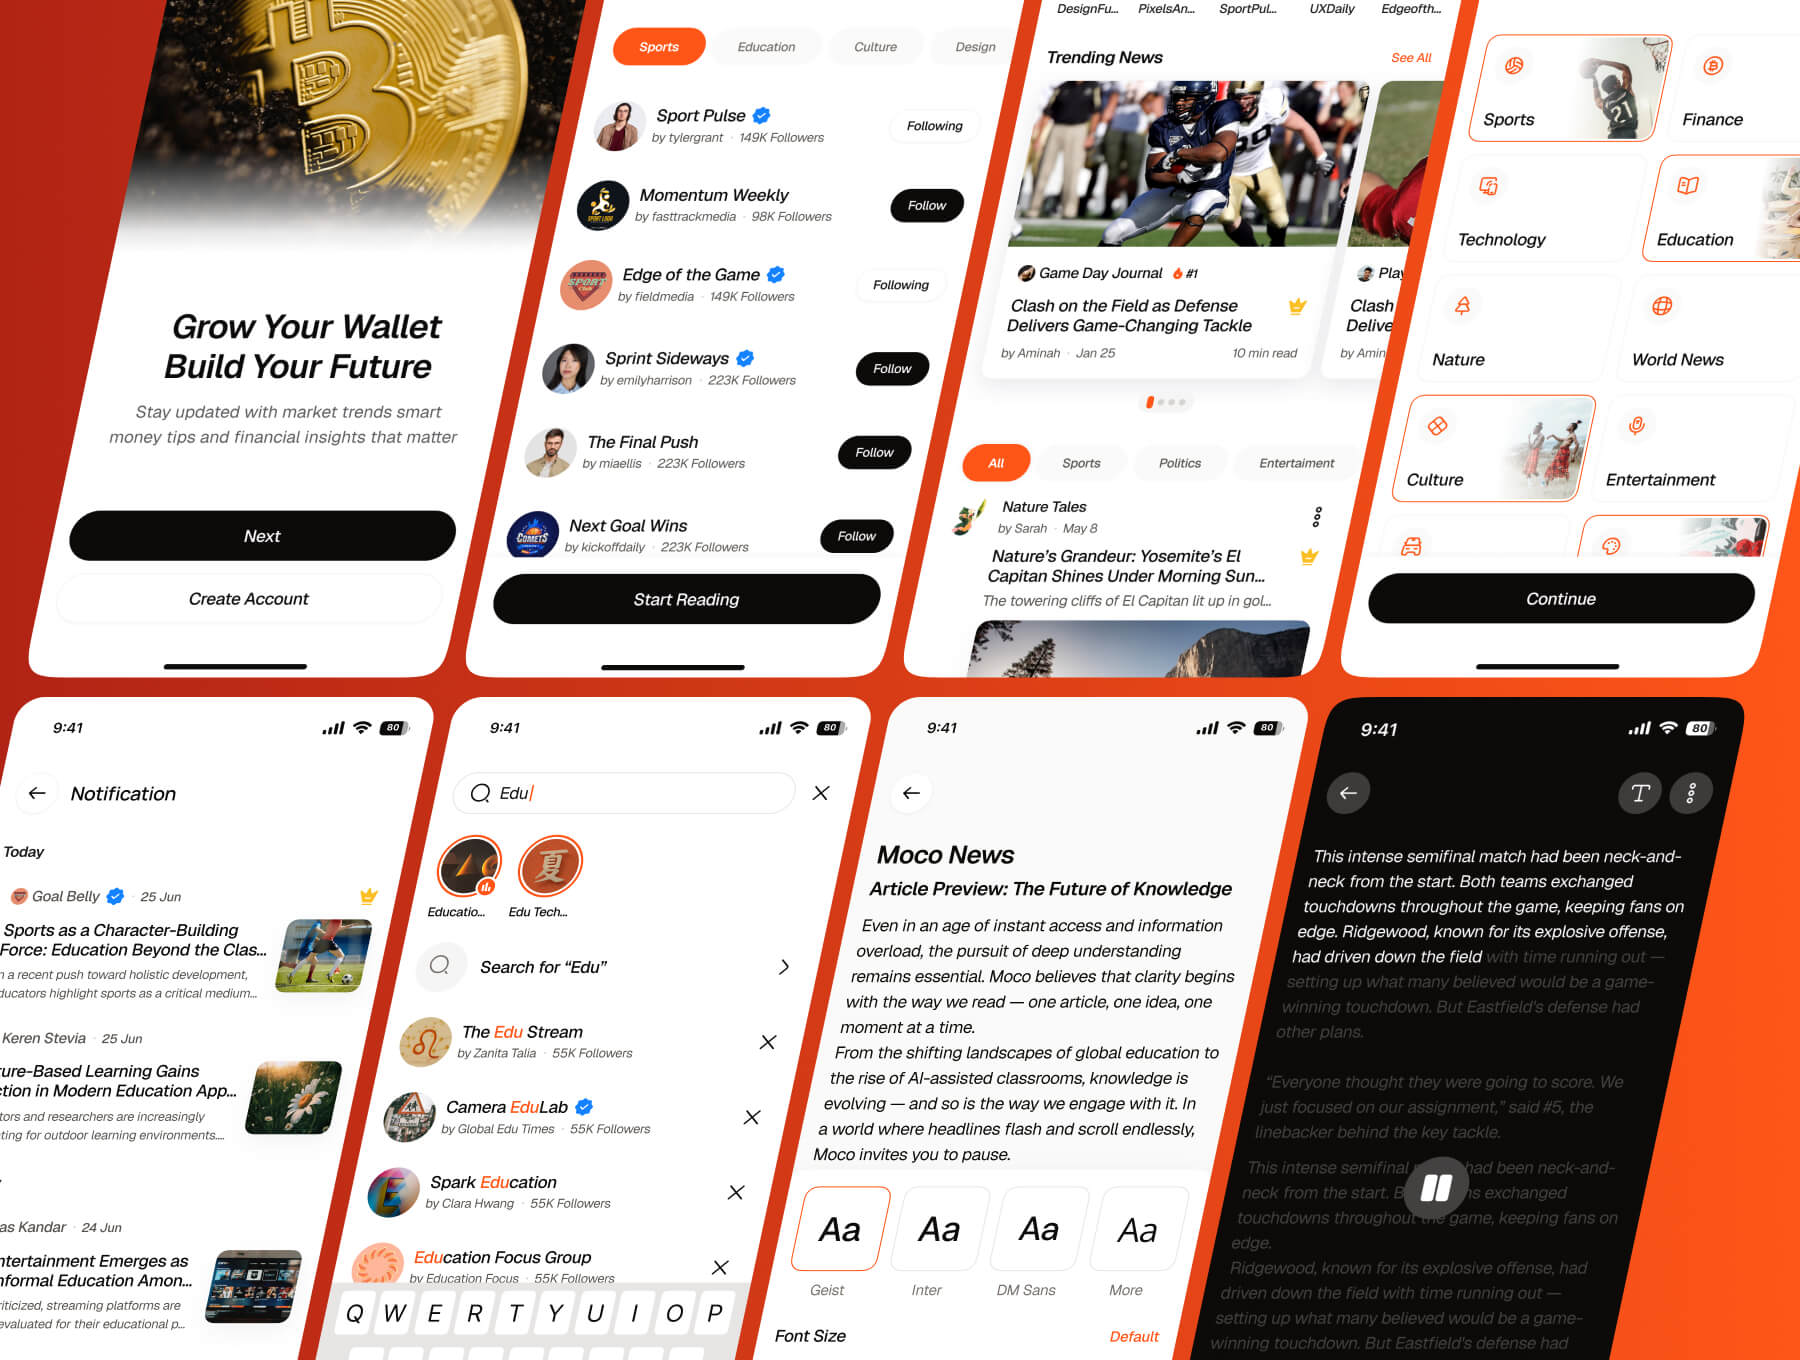 Grow Your Wallet
Build Your Future
Stay updated with market trends smart
money tips and financial insights that matter
Next
Create Account
Sports
Education
Culture
Design
Sport Pulse
by tylergrant · 149K Followers
Following
Momentum Weekly
by fasttrackmedia · 98K Followers
Follow
Edge of the Game
by fieldmedia · 149K Followers
Following
Sprint Sideways
by emilyharrison · 223K Followers
Follow
The Final Push
by miaellis · 223K Followers
Follow
COMETS
Next Goal Wins
by kickoffdaily · 223K Followers
Follow
Start Reading
DesignFu...
PixelsAn...
SportPul...
UXDaily
Edgeofth...
Trending News
See All
Game Day Journal
#1
Clash on the Field as Defense
Delivers Game-Changing Tackle
by Aminah · Jan 25
10 min read
Play
Clash
Delive
by Amin
All
Sports
Politics
Entertaiment
Nature Tales
by Sarah · May 8
Nature's Grandeur: Yosemite's El
Capitan Shines Under Morning Sun...
The towering cliffs of El Capitan lit up in gol...
21
Sports
Finance
Technology
Education
Nature
World News
Culture
Entertainment
Continue
9:41
80
Notification
Today
Goal Belly · 25 Jun
Sports as a Character-Building
Force: Education Beyond the Clas...
n a recent push toward holistic development,
ducators highlight sports as a critical medium...
Keren Stevia · 25 Jun
ure-Based Learning Gains
ction in Modern Education App...
tors and researchers are increasingly
ating for outdoor learning environments....
as Kandar · 24 Jun
ntertainment Emerges as
nformal Education Amon...
riticized, streaming platforms are
evaluated for their educational p...
9:41
80
Edu
夏
Educatio...
Edu Tech...
Search for “Edu”
The Edu Stream
by Zanita Talia · 55K Followers
Camera EduLab
by Global Edu Times · 55K Followers
E
Spark Education
by Clara Hwang · 55K Followers
Education Focus Group
by Education Focus · 55K Followers
Q W E R T Y U I O P
9:41
80
Moco News
Article Preview: The Future of Knowledge
Even in an age of instant access and information
overload, the pursuit of deep understanding
remains essential. Moco believes that clarity begins
with the way we read — one article, one idea, one
moment at a time.
From the shifting landscapes of global education to
the rise of AI-assisted classrooms, knowledge is
evolving — and so is the way we engage with it. In
a world where headlines flash and scroll endlessly,
Moco invites you to pause.
Aa
Aa
Aa
Aa
Geist
Inter
DM Sans
More
Font Size
Default
9:41
80
T
This intense semifinal match had been neck-and-
neck from the start. Both teams exchanged
touchdowns throughout the game, keeping fans on
edge. Ridgewood, known for its explosive offense,
had driven down the field with time running out —
setting up what many believed would be a game-
winning touchdown. But Eastfield's defense had
other plans.
“Everyone thought they were going to score. We
just focused on our assignment,” said #5, the
linebacker behind the key tackle.
This intense semifinal had been neck-and-
neck from the start. B ns exchanged
touchdowns throughout the game, keeping fans on
edge.
Ridgewood, known for its explosive offense, had
driven down the field with time running out —
setting up what many believed would be a game-
winning touchdown. But Eastfield's defense had